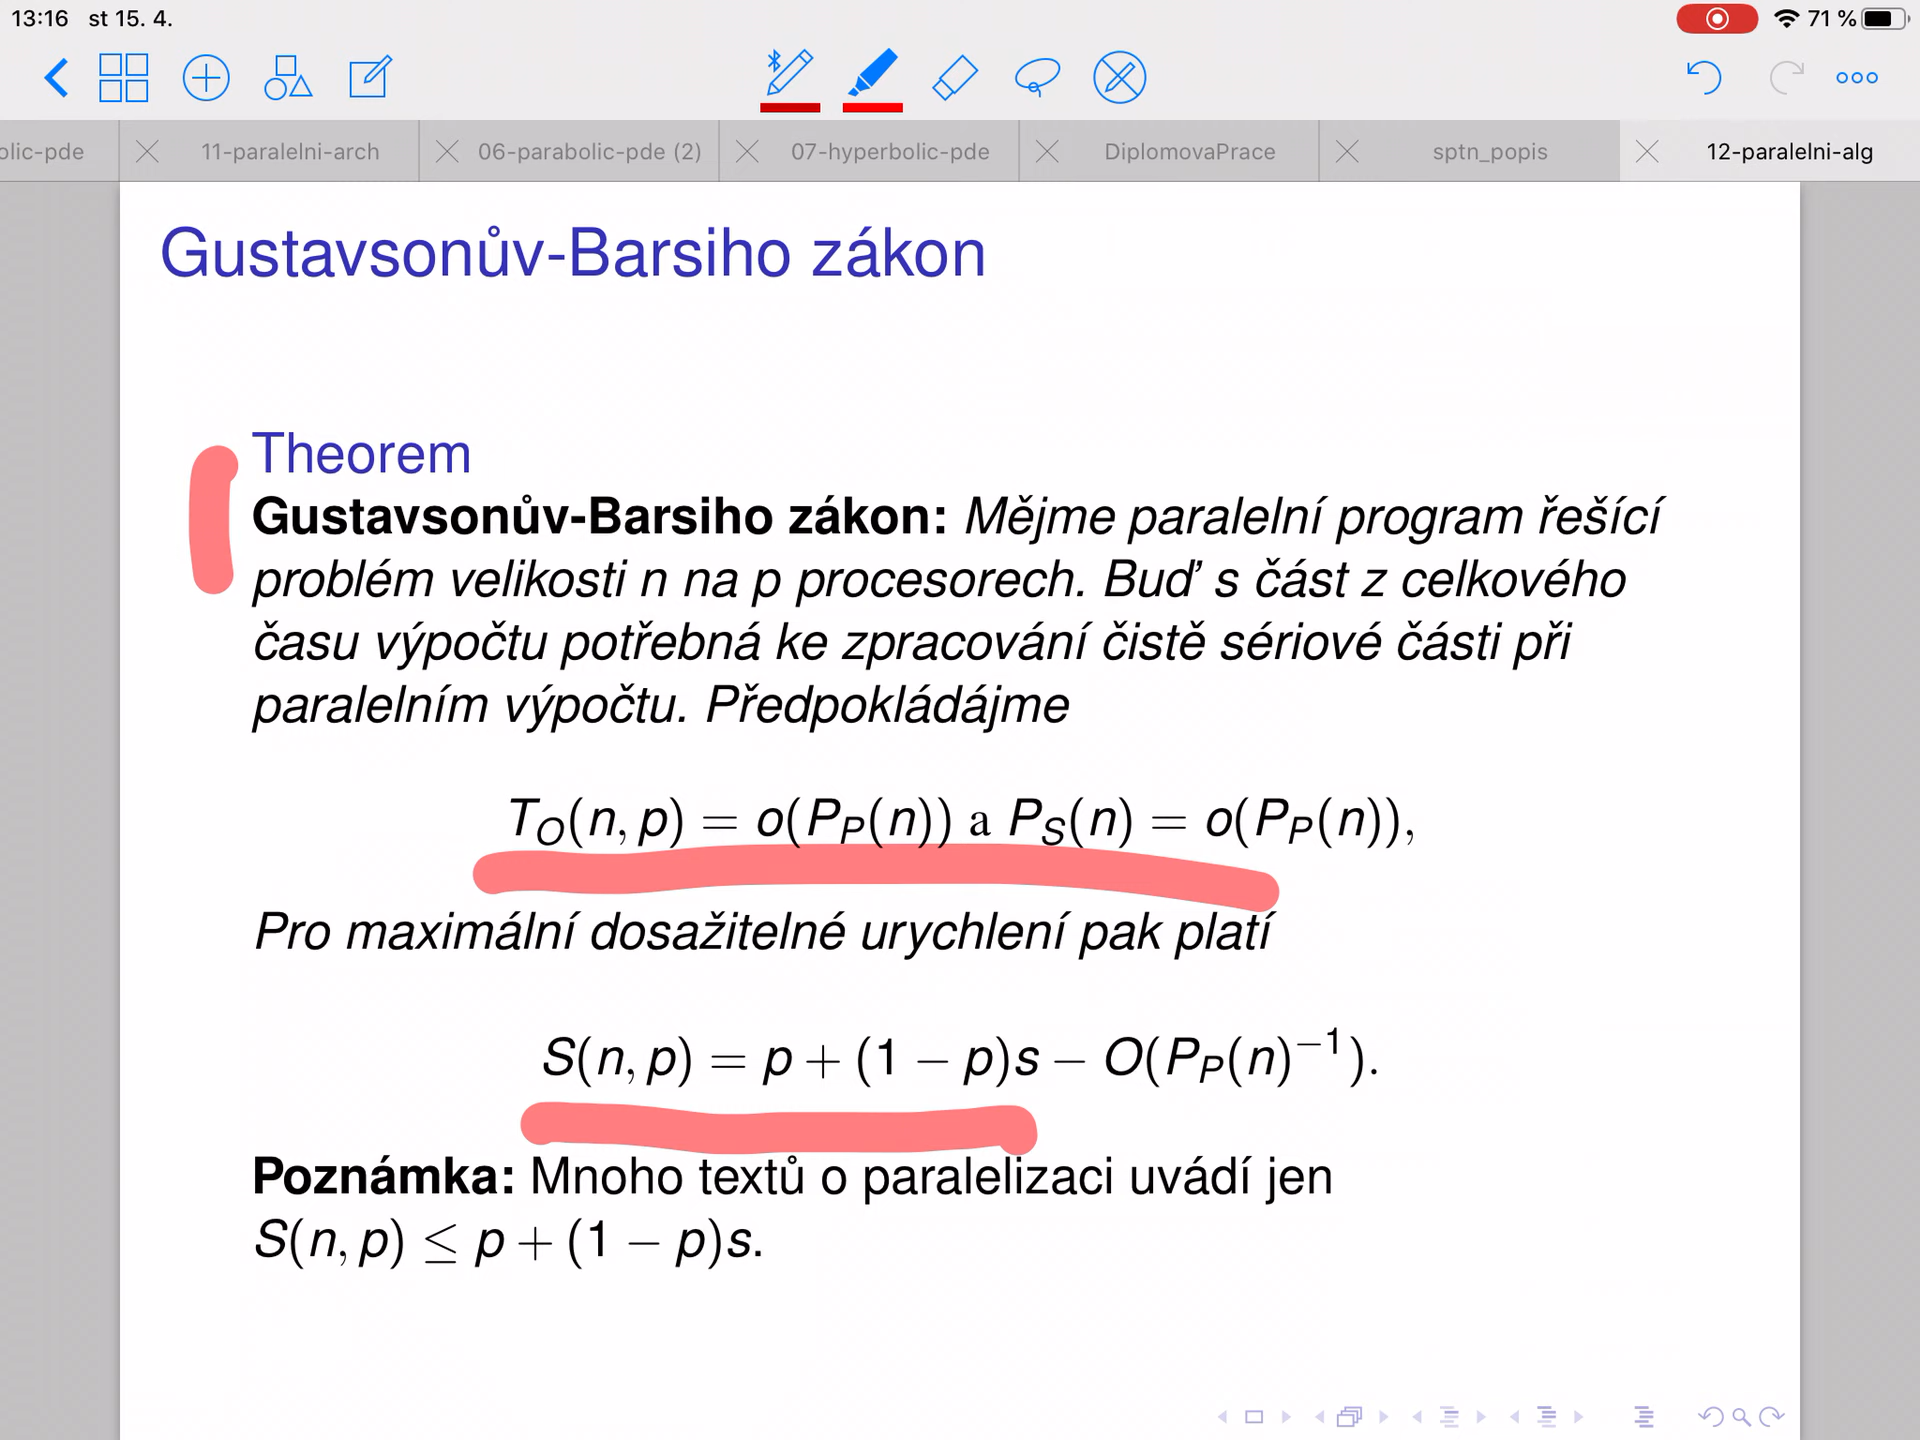 13:16 st 15. 4. 71 %
olic-pde 11-paralelni-arch 06-parabolic-pde (2) 07-hyperbolic-pde DiplomovaPrace sptn_popis 12-paralelni-alg
Gustavsonův-Barsiho zákon
Theorem
Gustavsonův-Barsiho zákon: Mějme paralelní program řešící
problém velikosti n na p procesorech. Buď s část z celkového
času výpočtu potřebná ke zpracování čistě sériové části při
paralelním výpočtu. Předpokládájme
T_O(n, p) = o(P_P(n)) a P_S(n) = o(P_P(n)),
Pro maximální dosažitelné urychlení pak platí
S(n, p) = p + (1 − p)s − O(P_P(n)^{−1}).
Poznámka: Mnoho textů o paralelizaci uvádí jen
S(n, p) ≤ p + (1 − p)s.